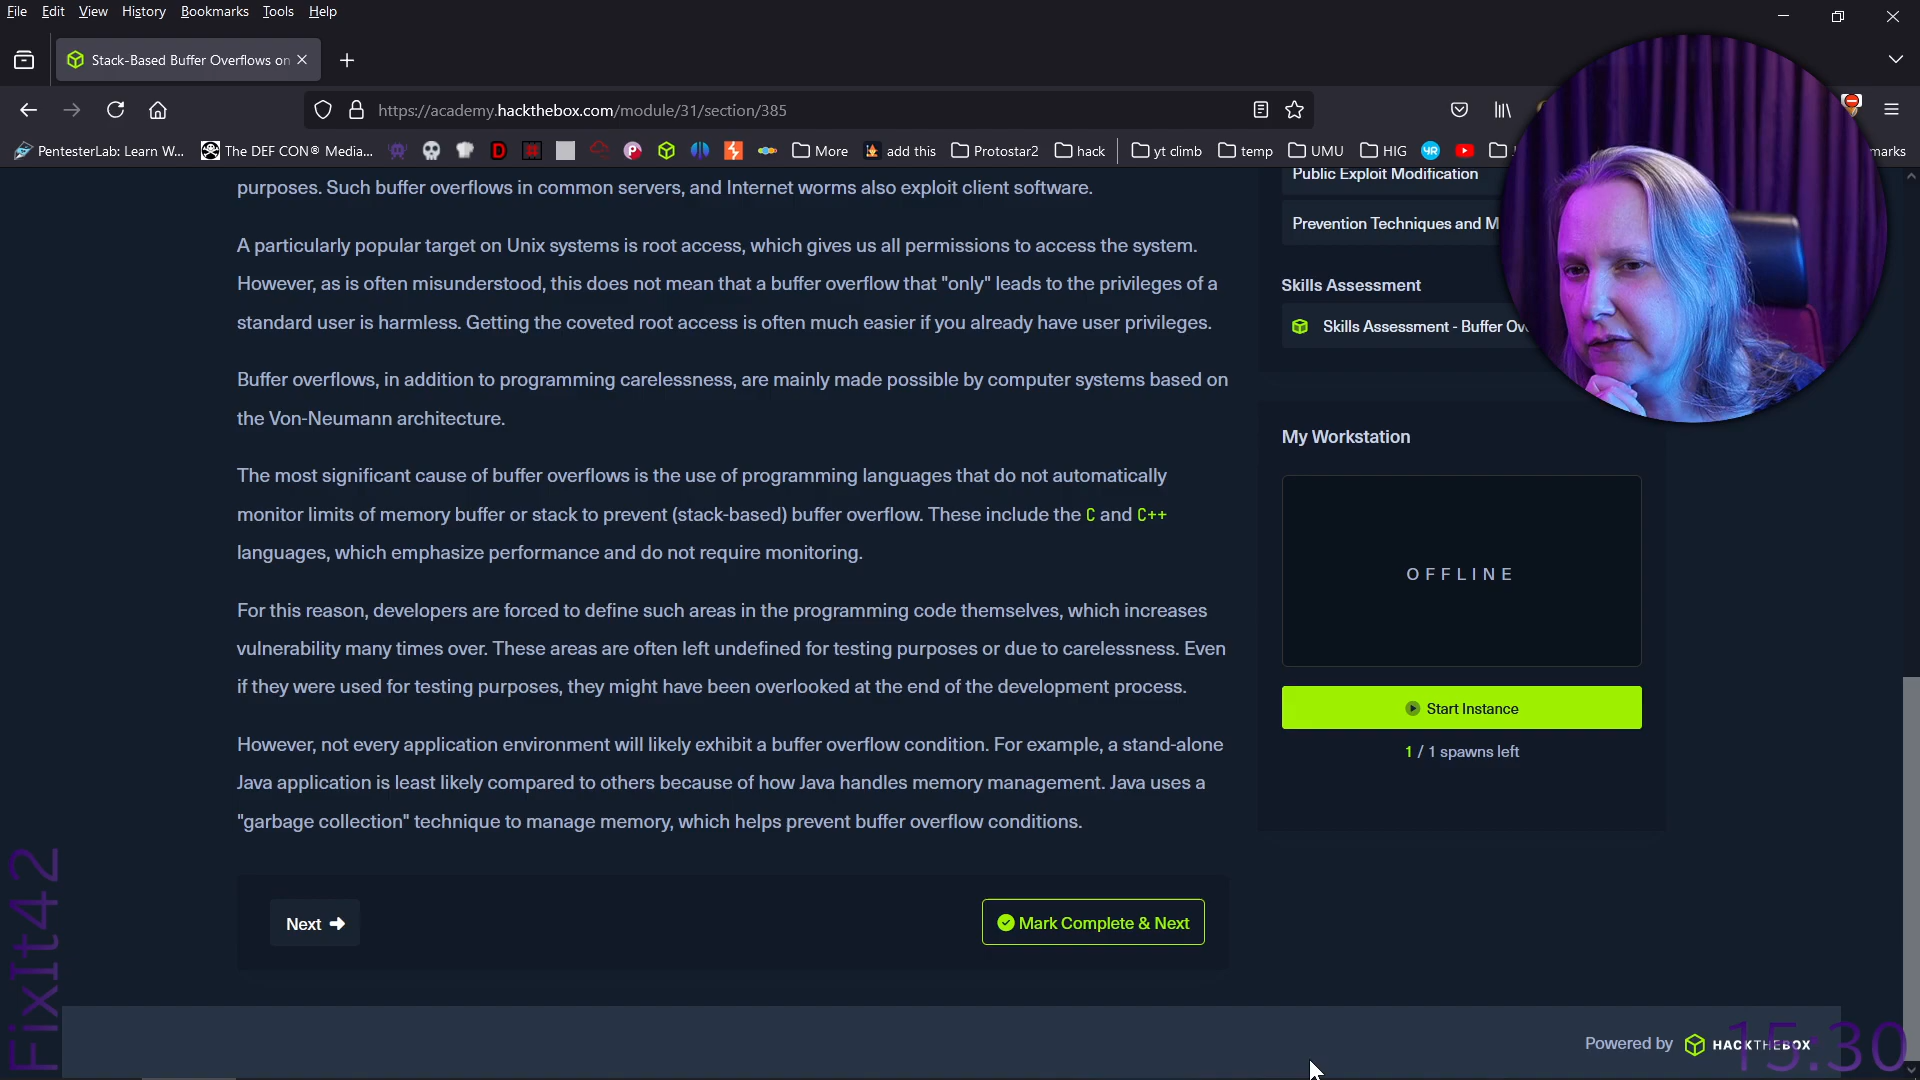 File Edit View History Bookmarks Tools Help
Stack-Based Buffer Overflows on
https://academy.hackthebox.com/module/31/section/385
PentesterLab: Learn W... The DEF CON® Media... More add this Protostar2 hack yt climb temp UMU HIG marks
purposes. Such buffer overflows in common servers, and Internet worms also exploit client software.
A particularly popular target on Unix systems is root access, which gives us all permissions to access the system.
However, as is often misunderstood, this does not mean that a buffer overflow that "only" leads to the privileges of a
standard user is harmless. Getting the coveted root access is often much easier if you already have user privileges.
Buffer overflows, in addition to programming carelessness, are mainly made possible by computer systems based on
the Von-Neumann architecture.
The most significant cause of buffer overflows is the use of programming languages that do not automatically
monitor limits of memory buffer or stack to prevent (stack-based) buffer overflow. These include the C and C++
languages, which emphasize performance and do not require monitoring.
For this reason, developers are forced to define such areas in the programming code themselves, which increases
vulnerability many times over. These areas are often left undefined for testing purposes or due to carelessness. Even
if they were used for testing purposes, they might have been overlooked at the end of the development process.
However, not every application environment will likely exhibit a buffer overflow condition. For example, a stand-alone
Java application is least likely compared to others because of how Java handles memory management. Java uses a
"garbage collection" technique to manage memory, which helps prevent buffer overflow conditions.
Next
Mark Complete & Next
Public Exploit Modification
Prevention Techniques and M
Skills Assessment
Skills Assessment - Buffer Ov
My Workstation
OFFLINE
Start Instance
1 / 1 spawns left
Powered by HACKTHEBOX
FixIt42
15:30